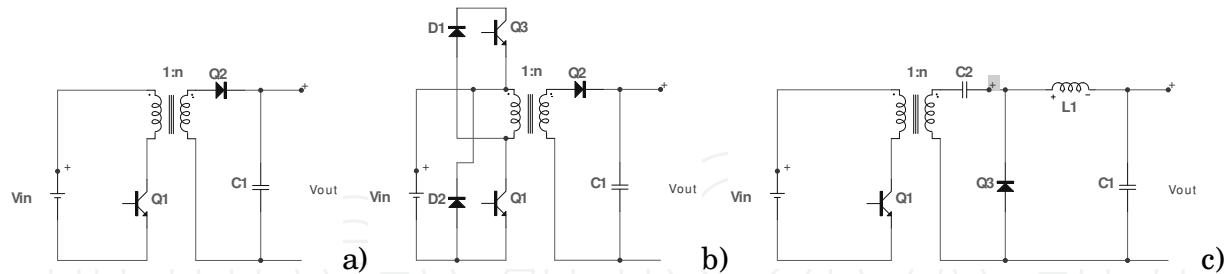 1:n
Q2
+
+
Vin
Q1
C1
Vout
a)
D1
Q3
1:n
Q2
+
+
Vin
D2
Q1
C1
Vout
b)
1:n
C2
+
+ -
L1
+
+
Vin
Q1
Q3
C1
Vout
c)